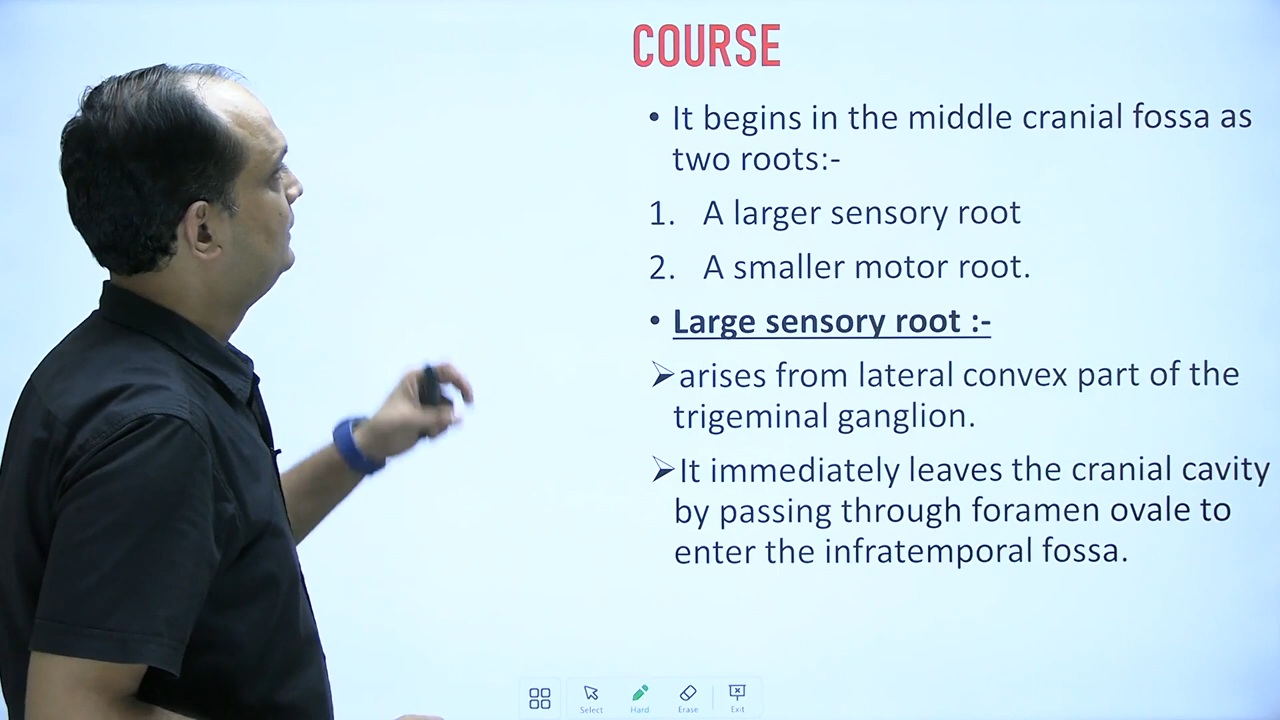 COURSE
• It begins in the middle cranial fossa as
two roots:-
1. A larger sensory root
2. A smaller motor root.
• Large sensory root :-
➢arises from lateral convex part of the
trigeminal ganglion.
➢It immediately leaves the cranial cavity
by passing through foramen ovale to
enter the infratemporal fossa.
Select Hard Erase Exit